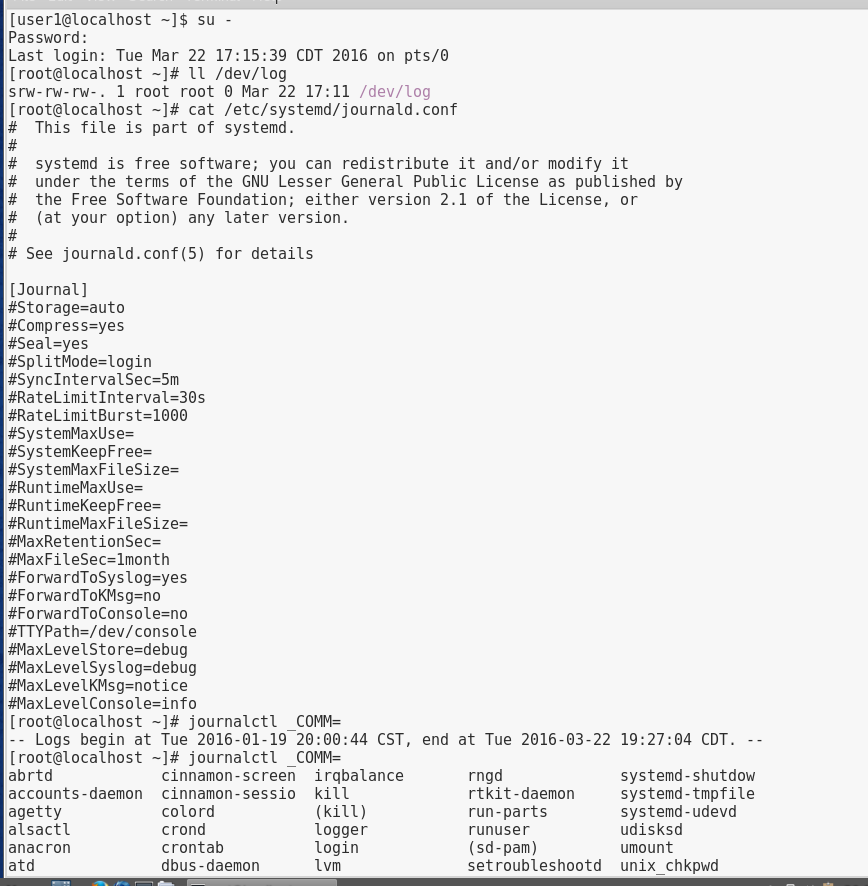 [user1@localhost ~]$ su -
Password:
Last login: Tue Mar 22 17:15:39 CDT 2016 on pts/0
[root@localhost ~]# ll /dev/log
srw-rw-rw-. 1 root root 0 Mar 22 17:11 /dev/log
[root@localhost ~]# cat /etc/systemd/journald.conf
#  This file is part of systemd.
#
#  systemd is free software; you can redistribute it and/or modify it
#  under the terms of the GNU Lesser General Public License as published by
#  the Free Software Foundation; either version 2.1 of the License, or
#  (at your option) any later version.
#
# See journald.conf(5) for details

[Journal]
#Storage=auto
#Compress=yes
#Seal=yes
#SplitMode=login
#SyncIntervalSec=5m
#RateLimitInterval=30s
#RateLimitBurst=1000
#SystemMaxUse=
#SystemKeepFree=
#SystemMaxFileSize=
#RuntimeMaxUse=
#RuntimeKeepFree=
#RuntimeMaxFileSize=
#MaxRetentionSec=
#MaxFileSec=1month
#ForwardToSyslog=yes
#ForwardToKMsg=no
#ForwardToConsole=no
#TTYPath=/dev/console
#MaxLevelStore=debug
#MaxLevelSyslog=debug
#MaxLevelKMsg=notice
#MaxLevelConsole=info
[root@localhost ~]# journalctl _COMM=
-- Logs begin at Tue 2016-01-19 20:00:44 CST, end at Tue 2016-03-22 19:27:04 CDT. --
[root@localhost ~]# journalctl _COMM=
abrtd            cinnamon-screen  irqbalance       rngd             systemd-shutdow
accounts-daemon  cinnamon-sessio  kill             rtkit-daemon     systemd-tmpfile
agetty           colord           (kill)           run-parts        systemd-udevd
alsactl          crond            logger           runuser          udisksd
anacron          crontab          login            (sd-pam)         umount
atd              dbus-daemon      lvm              setroubleshootd  unix_chkpwd